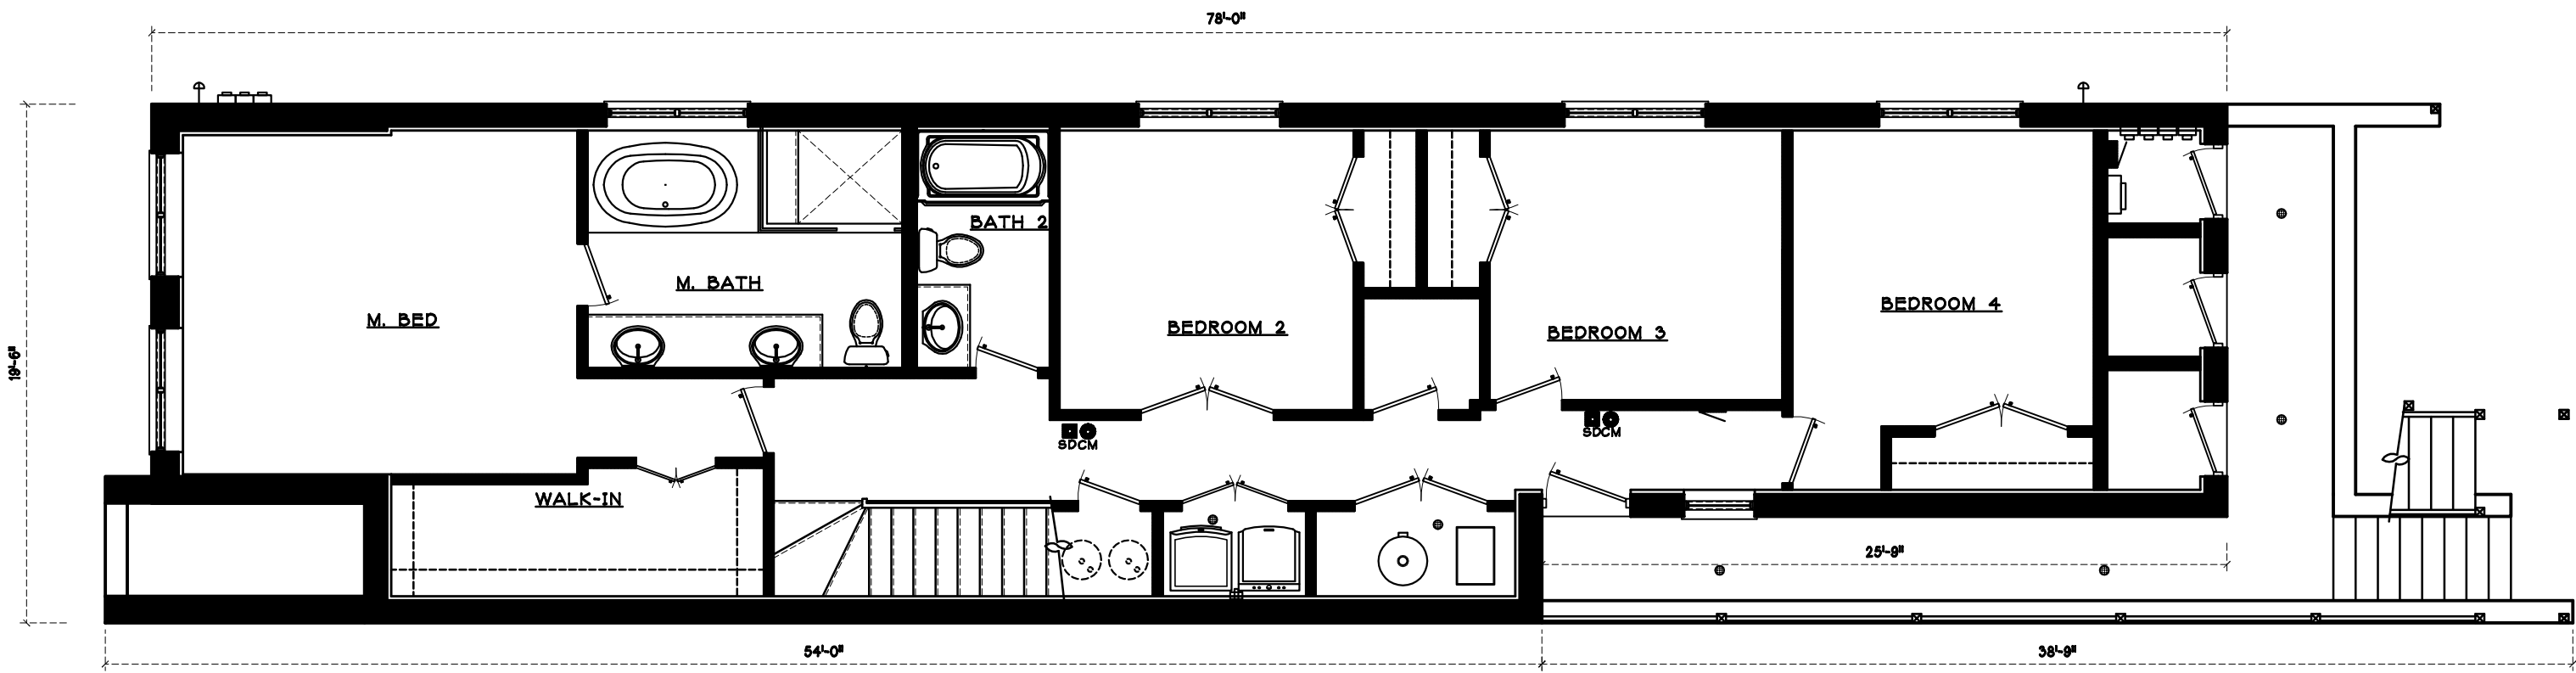 78'-0"
BATH 2
M. BATH
BEDROOM 4
M. BED
BEDROOM 2
BEDROOM 3
19'-6"
SDCM
SDCM
WALK-IN
25'-9"
54'-0"
38'-9"